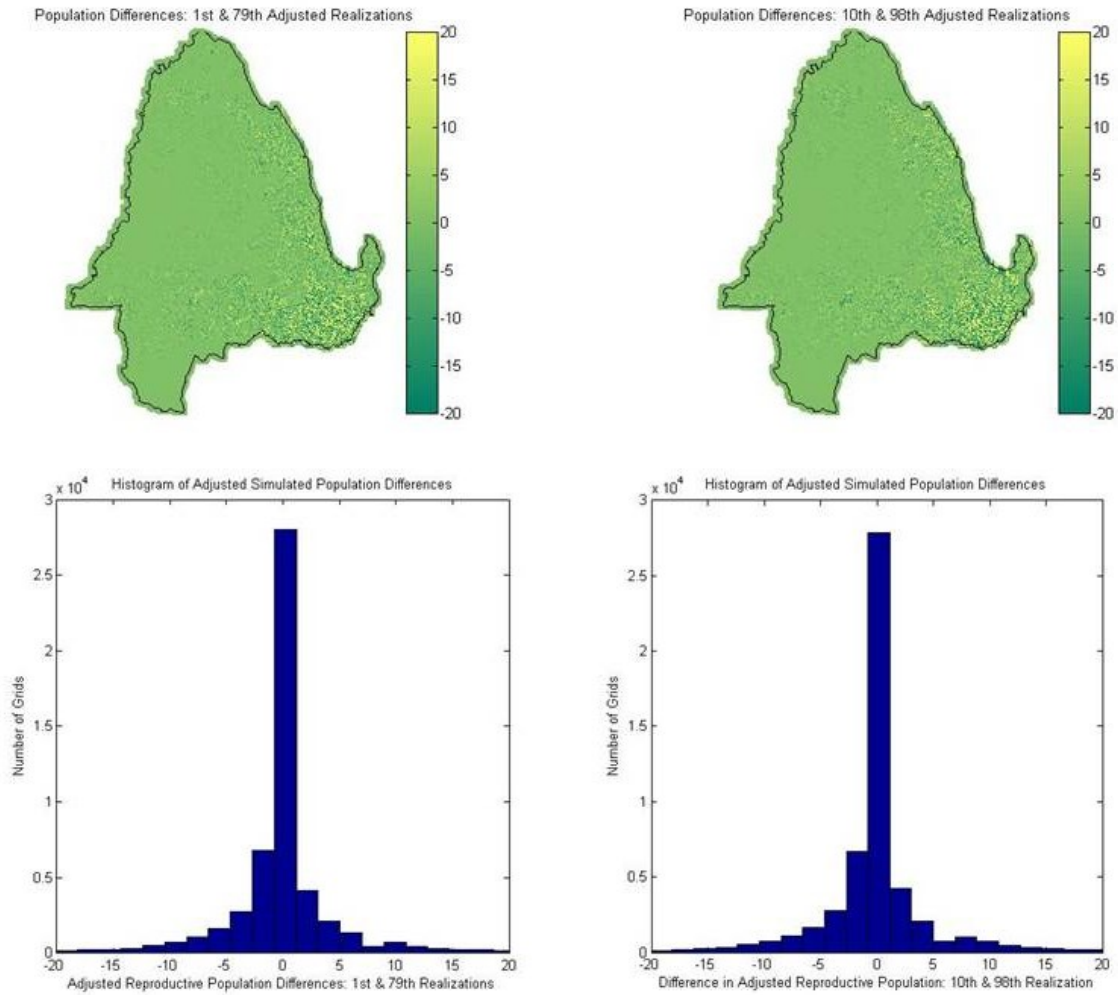 Population Differences: 1st & 79th Adjusted Realizations
20
15
10
5
0
-5
-10
-15
-20
Population Differences: 10th & 98th Adjusted Realizations
20
15
10
5
0
-5
-10
-15
-20
x 10^4
Histogram of Adjusted Simulated Population Differences
3
2.5
2
1.5
1
0.5
0
Number of Grids
-20 -15 -10 -5 0 5 10 15 20
Adjusted Reproductive Population Differences: 1st & 79th Realizations
x 10^4
Histogram of Adjusted Simulated Population Differences
3
2.5
2
1.5
1
0.5
0
Number of Grids
-20 -15 -10 -5 0 5 10 15 20
Difference in Adjusted Reproductive Population: 10th & 98th Realization